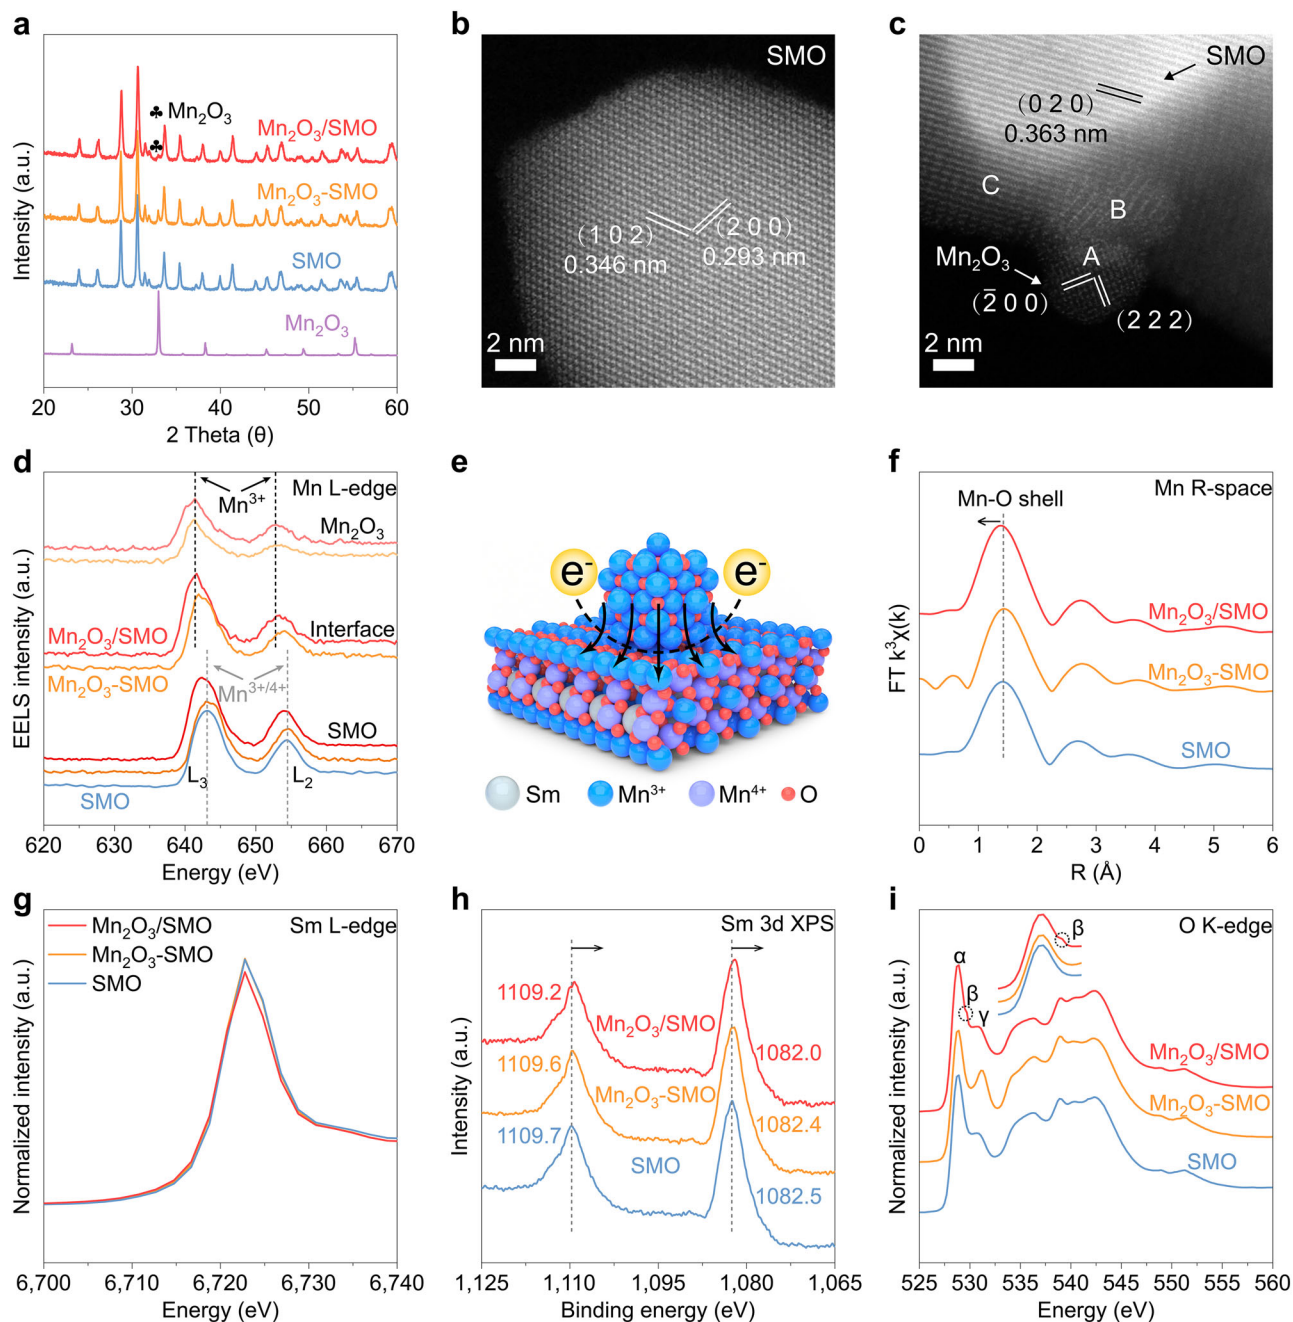 a
Intensity (a.u.)
♣ Mn₂O₃
♣
Mn₂O₃/SMO
Mn₂O₃-SMO
SMO
Mn₂O₃
20 30 40 50 60
2 Theta (θ)
b
SMO
(1 0 2)
0.346 nm
(2 0 0)
0.293 nm
2 nm
c
SMO
(0 2 0)
0.363 nm
C
B
A
Mn₂O₃
(2̅ 0 0)
(2 2 2)
2 nm
d
EELS intensity (a.u.)
Mn L-edge
Mn³⁺
Mn₂O₃
Mn₂O₃/SMO
Interface
Mn₂O₃-SMO
Mn³⁺/⁴⁺
SMO
L₃
L₂
SMO
620 630 640 650 660 670
Energy (eV)
e
e⁻
e⁻
Sm Mn³⁺ Mn⁴⁺ O
f
FT k³χ(k)
Mn R-space
Mn-O shell
Mn₂O₃/SMO
Mn₂O₃-SMO
SMO
0 1 2 3 4 5 6
R (Å)
g
Normalized intensity (a.u.)
Sm L-edge
Mn₂O₃/SMO
Mn₂O₃-SMO
SMO
6,700 6,710 6,720 6,730 6,740
Energy (eV)
h
Intensity (a.u.)
Sm 3d XPS
1109.2
Mn₂O₃/SMO
1082.0
1109.6
Mn₂O₃-SMO
1082.4
1109.7
SMO
1082.5
1,125 1,110 1,095 1,080 1,065
Binding energy (eV)
i
Normalized intensity (a.u.)
O K-edge
β
α
β
γ
Mn₂O₃/SMO
Mn₂O₃-SMO
SMO
525 530 535 540 545 550 555 560
Energy (eV)